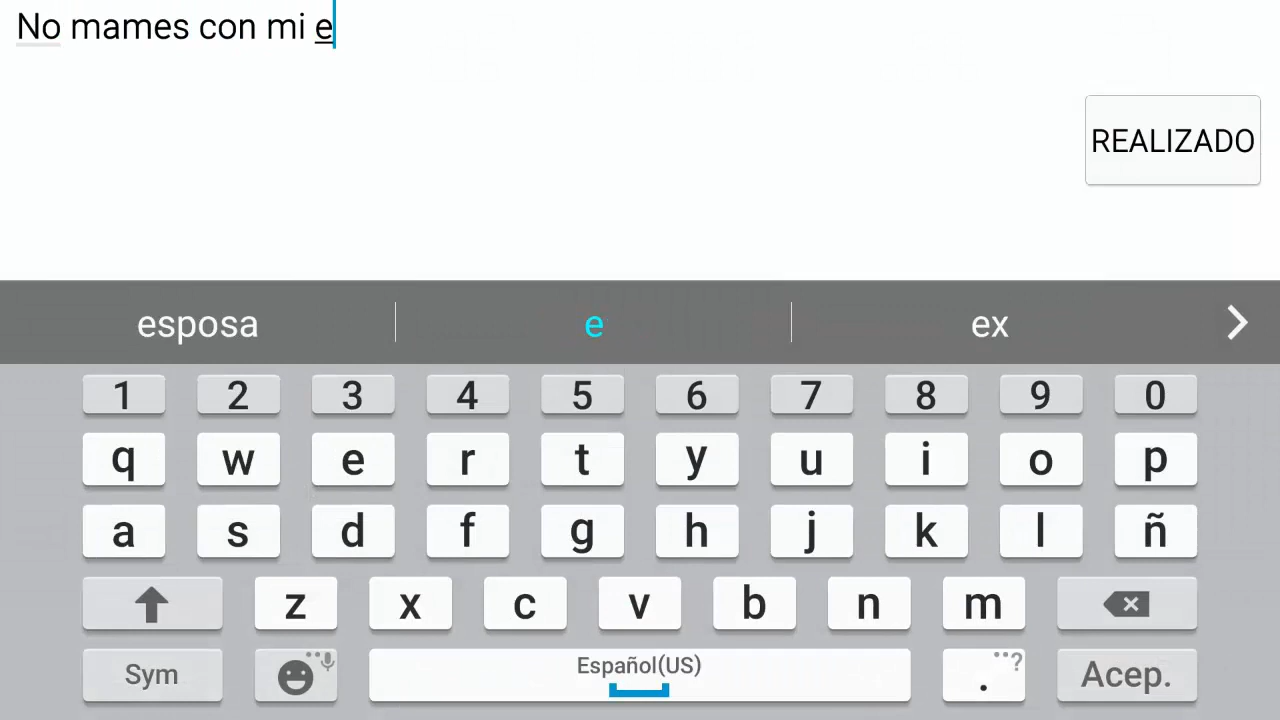 No mames con mi e
REALIZADO
esposa e ex
1 2 3 4 5 6 7 8 9 0
q w e r t y u i o p
a s d f g h j k l ñ
z x c v b n m
Sym Español(US) . ? Acep.